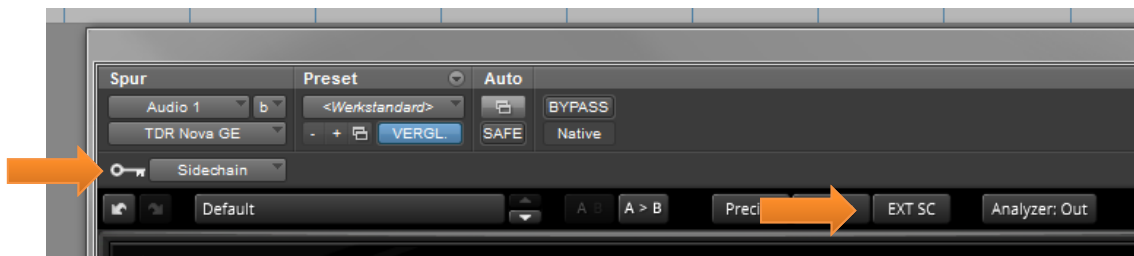 Spur Preset Auto
Audio 1 b <Werkstandard> BYPASS
TDR Nova GE - + VERGL. SAFE Native
Sidechain
Default A B A > B EXT SC Analyzer: Out